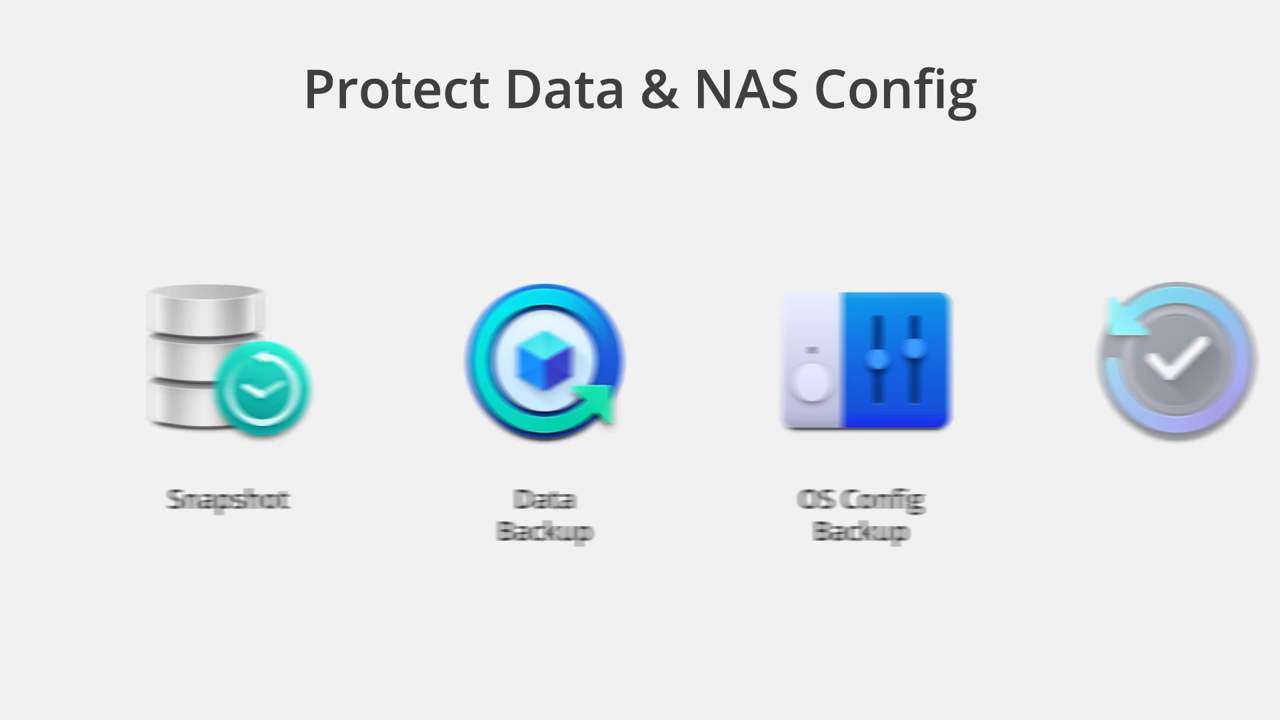 Protect Data & NAS Config
Snapshot
Data
Backup
OS Config
Backup